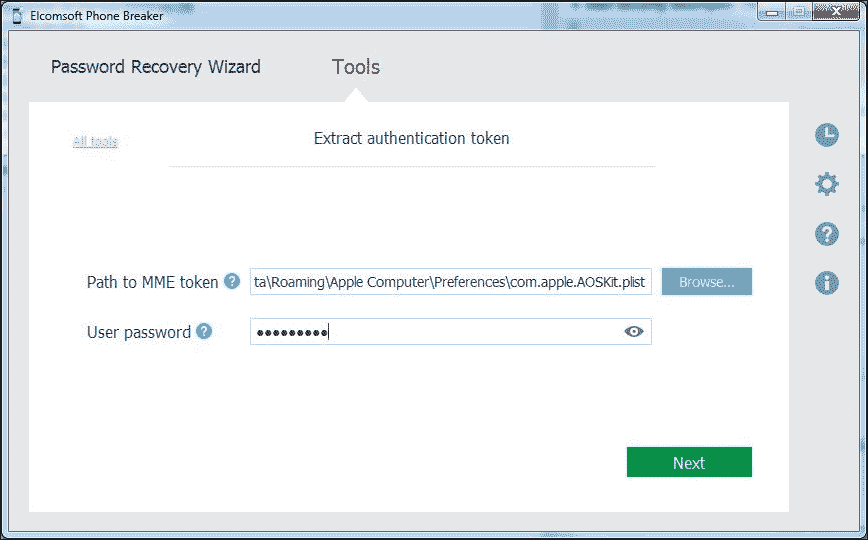 Elcomsoft Phone Breaker
Password Recovery Wizard Tools
All tools Extract authentication token
Path to MME token ? ta\Roaming\Apple Computer\Preferences\com.apple.AOSKit.plist Browse...
User password ? •••••••••
Next